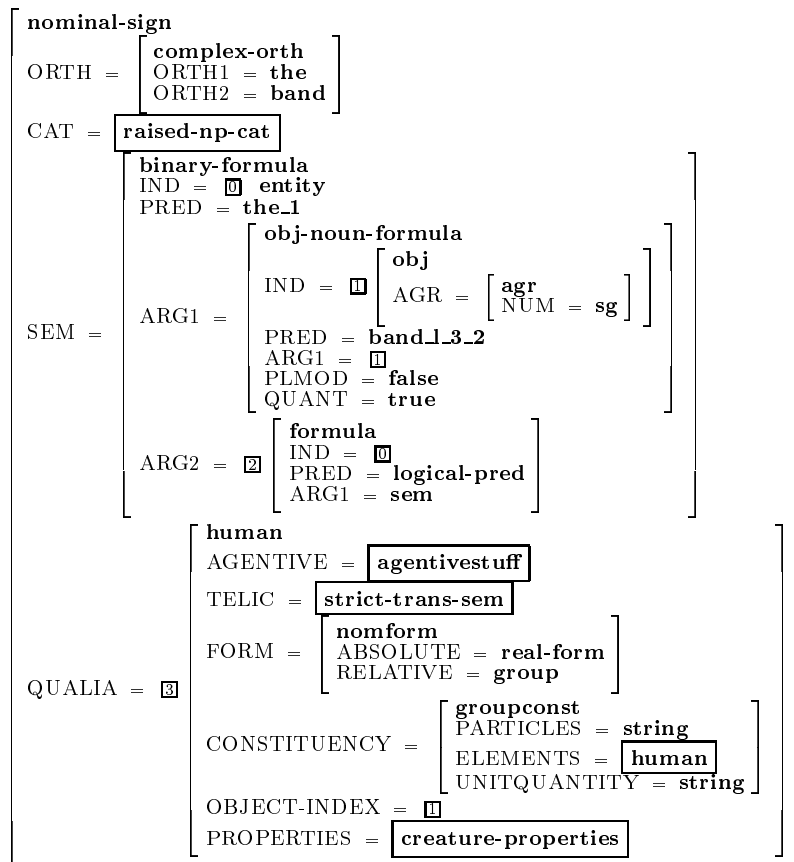 nominal-sign
complex-orth
ORTH1 = the
ORTH = 
ORTH2 = band
CAT = raised-np-cat
binary-formula
IND = 0 entity
PRED = the_1
obj-noun-formula
obj
IND = 1
AGR = agr
NUM = sg
ARG1 =
SEM =
PRED = band_l_3_2
ARG1 = 1
PLMOD = false
QUANT = true
formula
IND = 0
ARG2 = 2
PRED = logical-pred
ARG1 = sem
human
AGENTIVE = agentivestuff
TELIC = strict-trans-sem
nomform
FORM = ABSOLUTE = real-form
RELATIVE = group
QUALIA = 3
groupconst
PARTICLES = string
CONSTITUENCY =
ELEMENTS = human
UNITQUANTITY = string
OBJECT-INDEX = 1
PROPERTIES = creature-properties